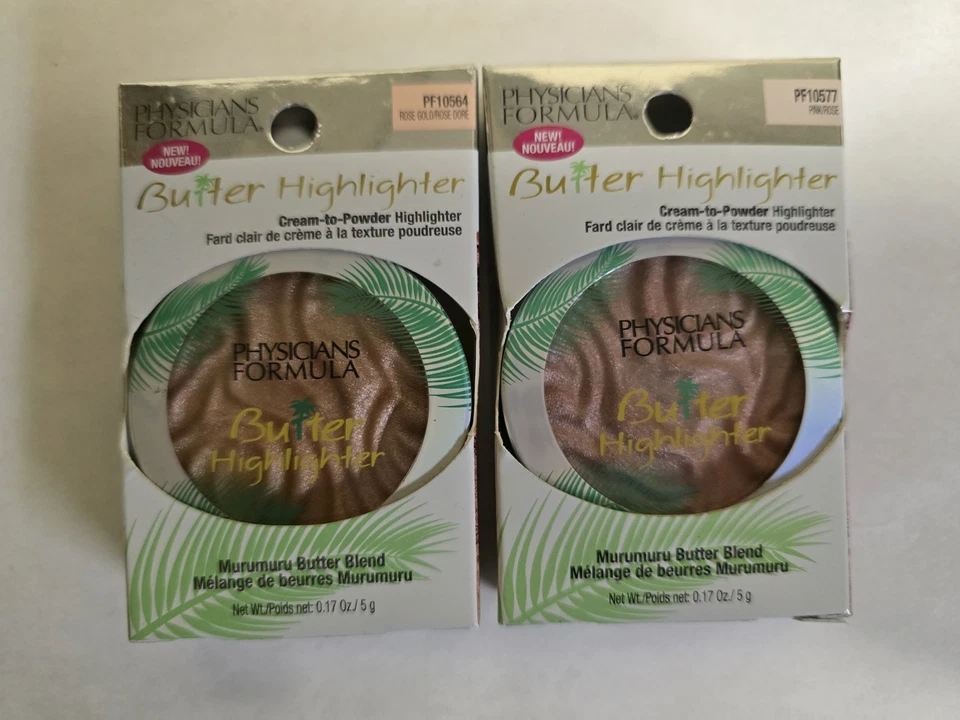 PHYSICIANS
FORMULA®
PF10564
ROSE GOLD/ROSE DORÉ
NEW!
NOUVEAU!
Butter Highlighter
Cream-to-Powder Highlighter
Fard clair de crème à la texture poudreuse
PHYSICIANS
FORMULA
Butter
Highlighter
Murumuru Butter Blend
Mélange de beurres Murumuru
Net Wt./Poids net: 0.17 Oz./ 5 g
PHYSICIANS
FORMULA®
PF10577
PINK/ROSE
NEW!
NOUVEAU!
Butter Highlighter
Cream-to-Powder Highlighter
Fard clair de crème à la texture poudreuse
PHYSICIANS
FORMULA
Butter
Highlighter
Murumuru Butter Blend
Mélange de beurres Murumuru
Net Wt./Poids net: 0.17 Oz./ 5 g